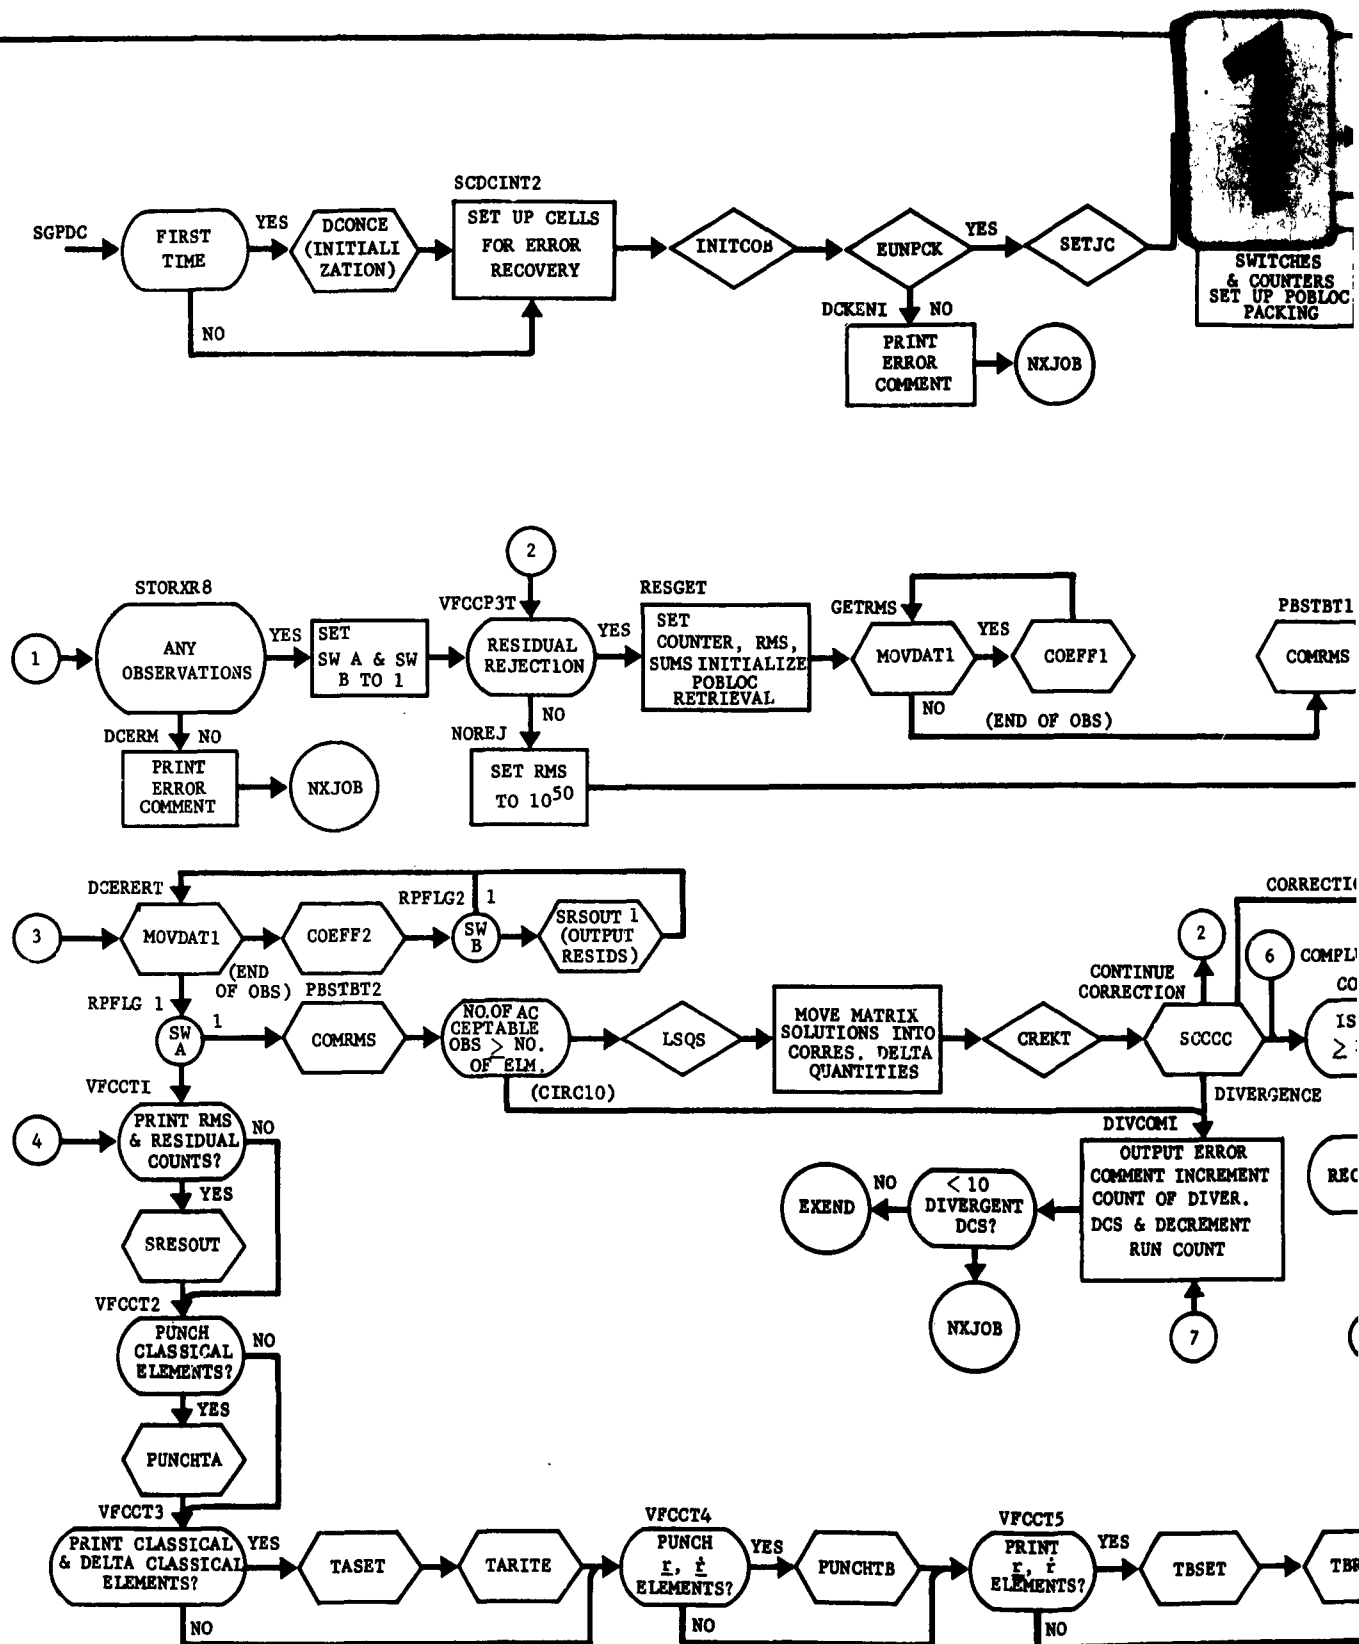 1
SCDCINT2
SGPDC
FIRST
TIME
YES
DCONCE
(INITIALI
ZATION)
SET UP CELLS
FOR ERROR
RECOVERY
INITCOB
EUNPCK
YES
SETJC
SWITCHES
& COUNTERS
SET UP POBLOC
PACKING
NO
DCKENI
NO
PRINT
ERROR
COMMENT
NXJOB
2
STORXR8
VFCCP3T
RESGET
GETRMS
PBSTBT1
1
ANY
OBSERVATIONS
YES
SET
SW A & SW
B TO 1
RESIDUAL
REJECTION
YES
SET
COUNTER, RMS,
SUMS INITIALIZE
POBLOC
RETRIEVAL
MOVDAT1
YES
COEFF1
COMRMS
NO
(END OF OBS)
DCERM
NO
PRINT
ERROR
COMMENT
NXJOB
NOREJ
NO
SET RMS
TO 10^50
DCERERT
RPFLG2
1
CORRECTI
3
MOVDAT1
COEFF2
SW
B
SRSOUT 1
(OUTPUT
RESIDS)
2
6
(END
OF OBS)
CONTINUE
CORRECTION
RPFLG 1
PBSTBT2
SW
A
1
COMRMS
NO.OF AC
CEPTABLE
OBS ≥ NO.
OF ELM.
LSQS
MOVE MATRIX
SOLUTIONS INTO
CORRES. DELTA
QUANTITIES
CREKT
SCCCC
CO
IS
≥
VFCCTI
(CIRC10)
DIVERGENCE
4
PRINT RMS
& RESIDUAL
COUNTS?
NO
DIVCOMI
OUTPUT ERROR
COMMENT INCREMENT
COUNT OF DIVER.
DCS & DECREMENT
RUN COUNT
REC
YES
SRESOUT
EXEND
NO
< 10
DIVERGENT
DCS?
NXJOB
7
VFCCT2
PUNCH
CLASSICAL
ELEMENTS?
NO
YES
PUNCHTA
VFCCT3
VFCCT4
VFCCT5
PRINT CLASSICAL
& DELTA CLASSICAL
ELEMENTS?
YES
TASET
TARITE
PUNCH
r, ṙ
ELEMENTS?
YES
PUNCHTB
PRINT
r, ṙ
ELEMENTS?
YES
TBSET
NO
NO
NO